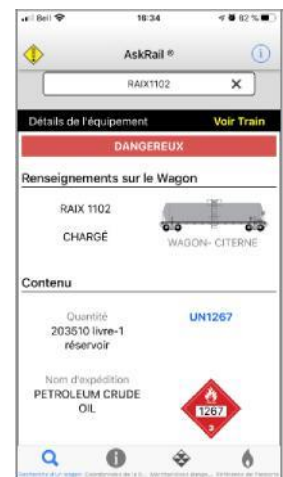 Bell 16:34 82 %
AskRail ®
RAIX1102 X
Détails de l'équipement Voir Train
DANGEREUX
Renseignements sur le Wagon
RAIX 1102
CHARGÉ
WAGON- CITERNE
Contenu
Quantité UN1267
203510 livre-1
réservoir
Nom d'expédition
PETROLEUM CRUDE
OIL
1267
3